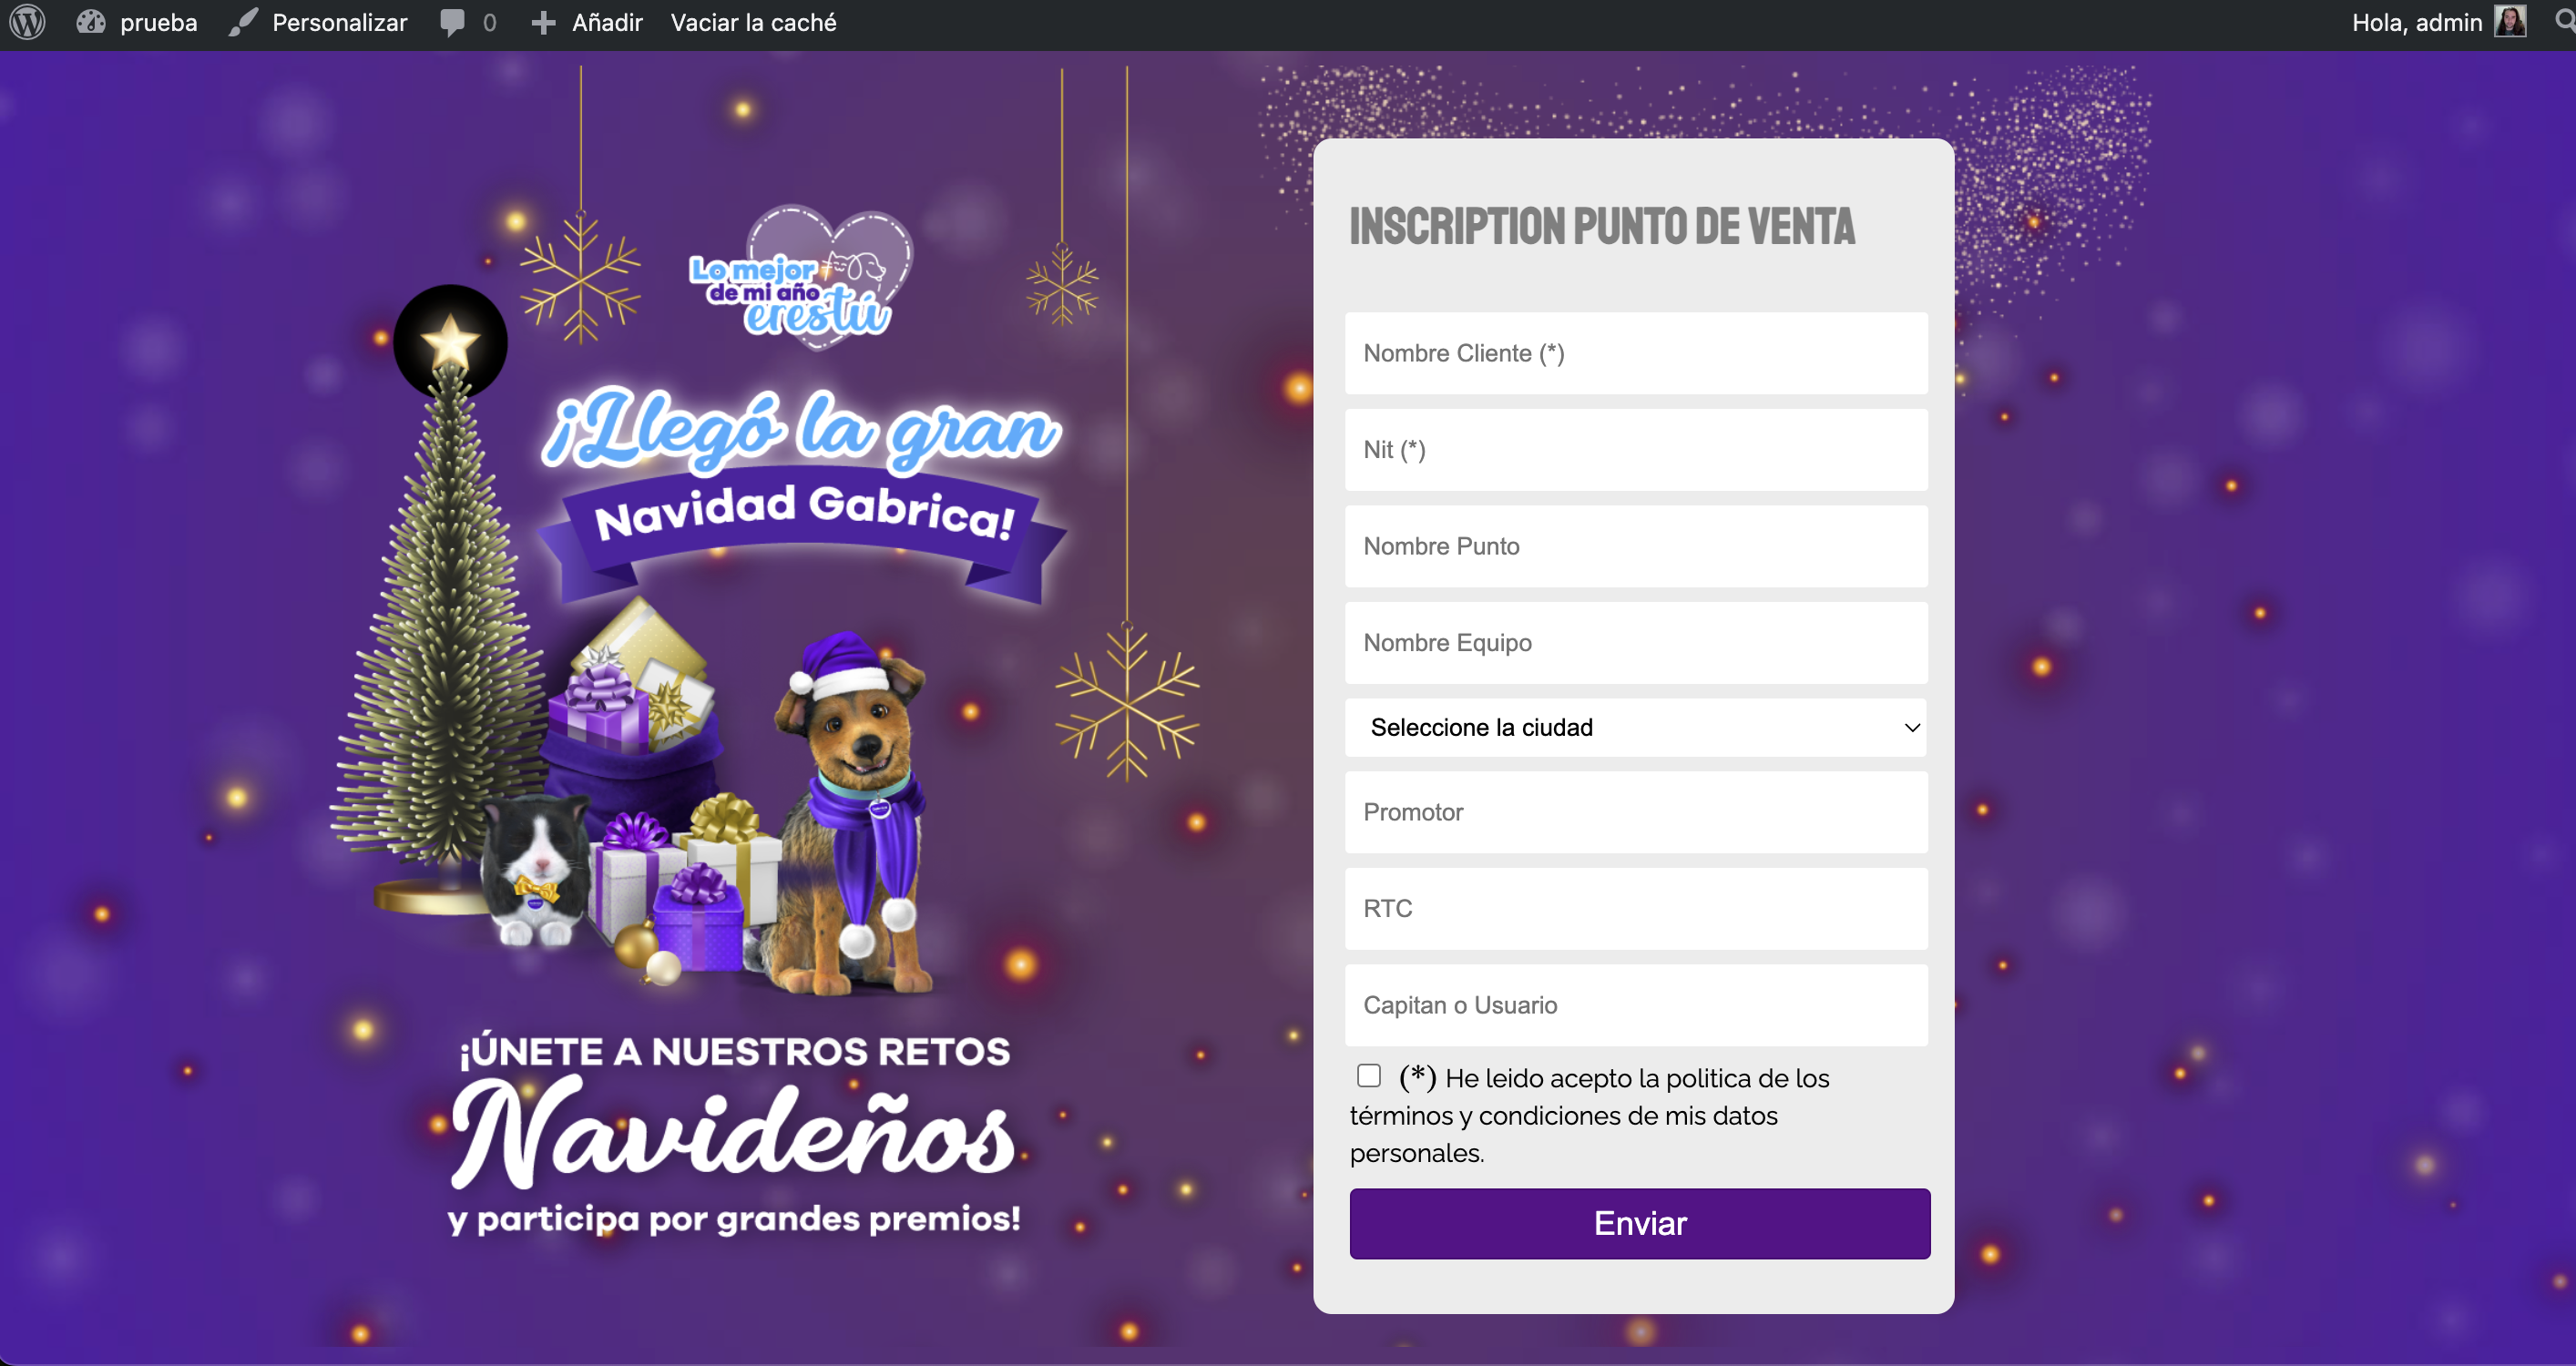 prueba Personalizar 0 Añadir Vaciar la caché Hola, admin
Lo mejor
de mi año
eres tú
¡Llegó la gran
Navidad Gabrica!
¡ÚNETE A NUESTROS RETOS
Navideños
y participa por grandes premios!
INSCRIPTION PUNTO DE VENTA
Nombre Cliente (*)
Nit (*)
Nombre Punto
Nombre Equipo
Seleccione la ciudad
Promotor
RTC
Capitan o Usuario
(*) He leido acepto la politica de los
términos y condiciones de mis datos
personales.
Enviar